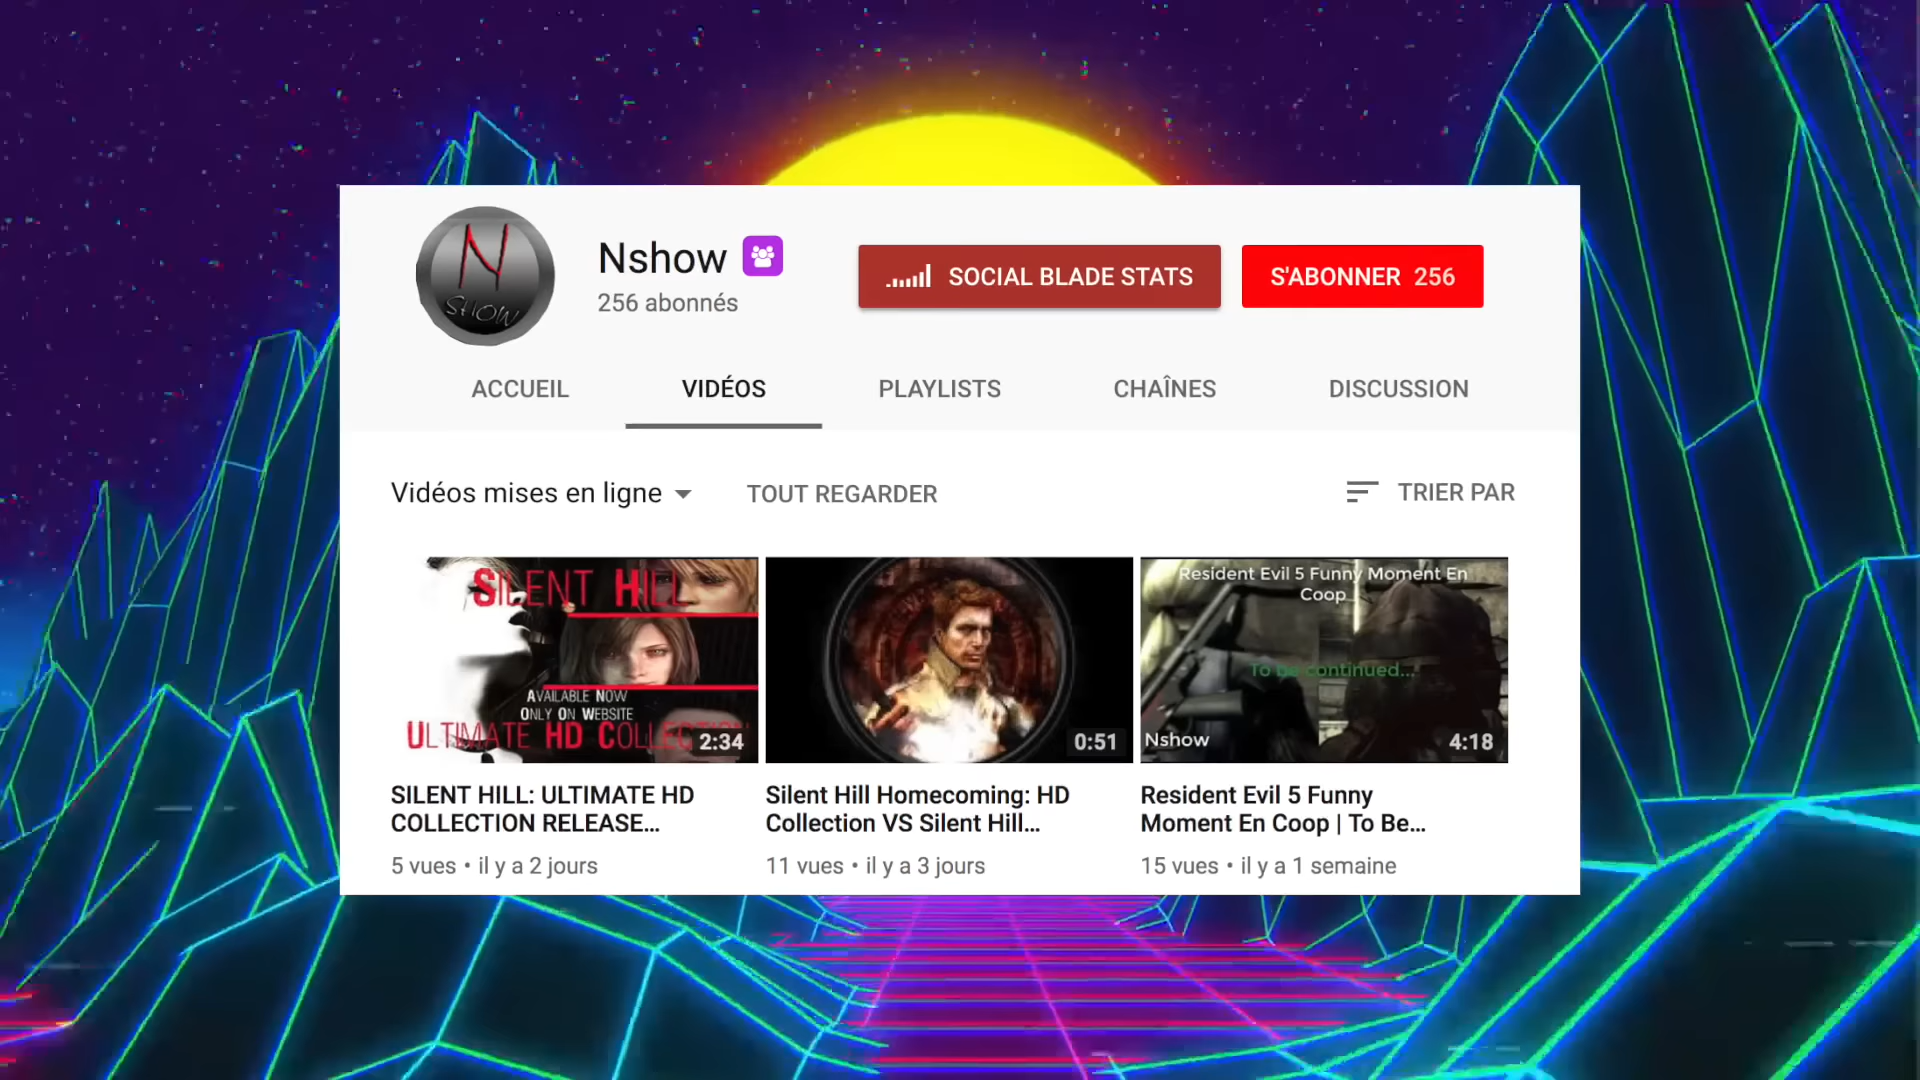 N
SHOW
Nshow
256 abonnés
SOCIAL BLADE STATS
S'ABONNER 256
ACCUEIL
VIDÉOS
PLAYLISTS
CHAÎNES
DISCUSSION
Vidéos mises en ligne
TOUT REGARDER
TRIER PAR
SILENT HILL
AVAILABLE NOW
ONLY ON WEBSITE
ULTIMATE HD COLLECTION
2:34
0:51
Resident Evil 5 Funny Moment En
Coop
To be continued...
Nshow
4:18
SILENT HILL: ULTIMATE HD
COLLECTION RELEASE...
5 vues • il y a 2 jours
Silent Hill Homecoming: HD
Collection VS Silent Hill...
11 vues • il y a 3 jours
Resident Evil 5 Funny
Moment En Coop | To Be...
15 vues • il y a 1 semaine